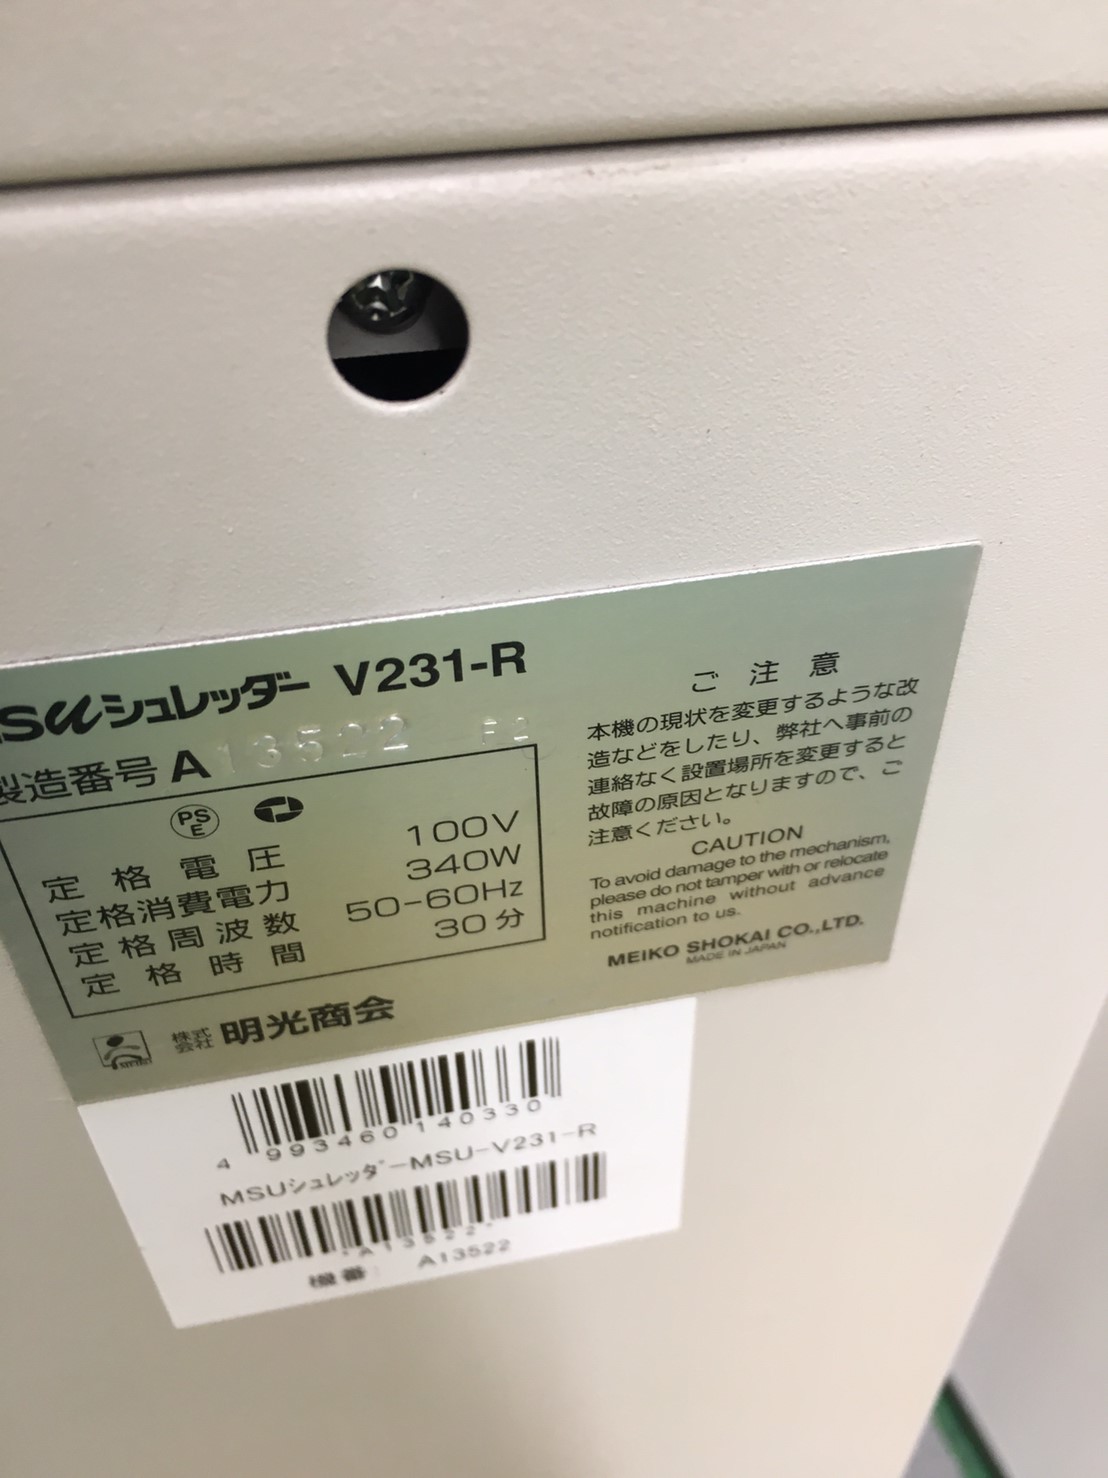 MSuシュレッダー V231-R
製造番号 A 13522 F2
PS
E
定格電圧 100V
定格消費電力 340W
定格周波数 50-60Hz
定格時間 30分
株式
会社 明光商会
ご注意
本機の現状を変更するような改
造などをしたり、弊社へ事前の
連絡なく設置場所を変更すると
故障の原因となりますので、ご
注意ください。
CAUTION
To avoid damage to the mechanism,
please do not tamper with or relocate
this machine without advance
notification to us.
MEIKO SHOKAI CO.,LTD.
MADE IN JAPAN
4993460140330
MSUシュレッダーMSU-V231-R
*A13522*
機番: A13522